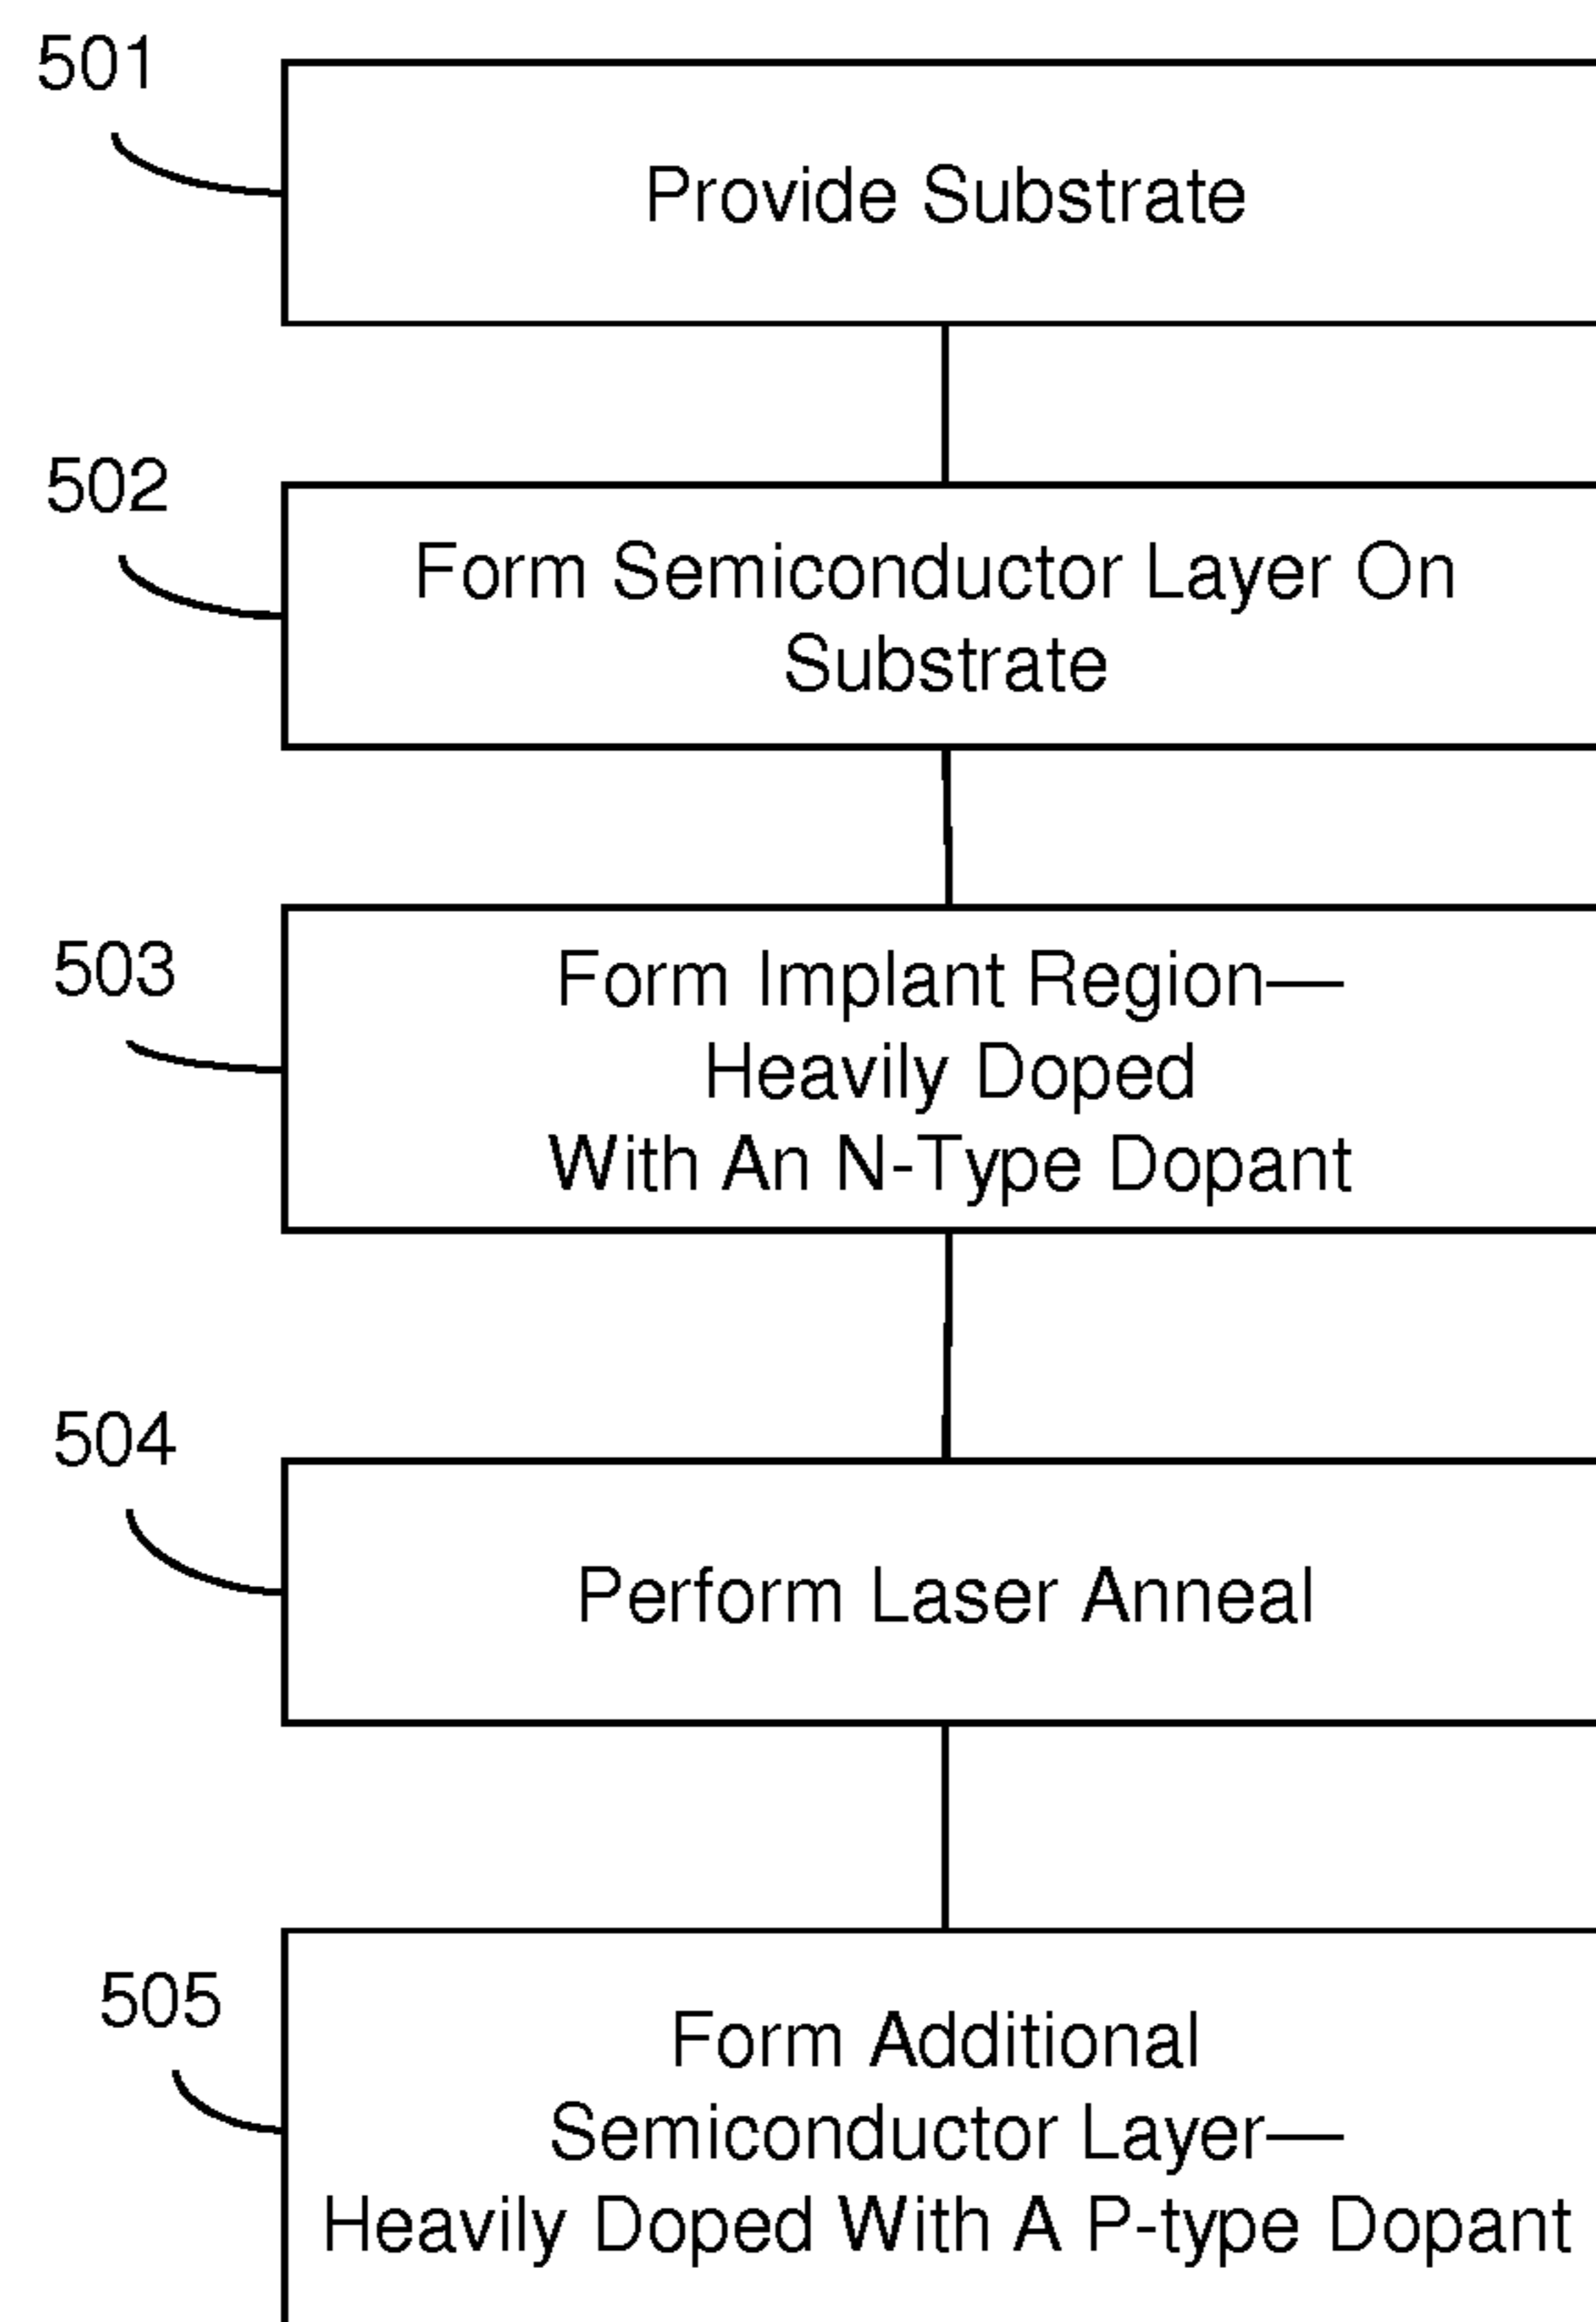 501
Provide Substrate
502
Form Semiconductor Layer On
Substrate
503
Form Implant Region—
Heavily Doped
With An N-Type Dopant
504
Perform Laser Anneal
505
Form Additional
Semiconductor Layer—
Heavily Doped With A P-type Dopant